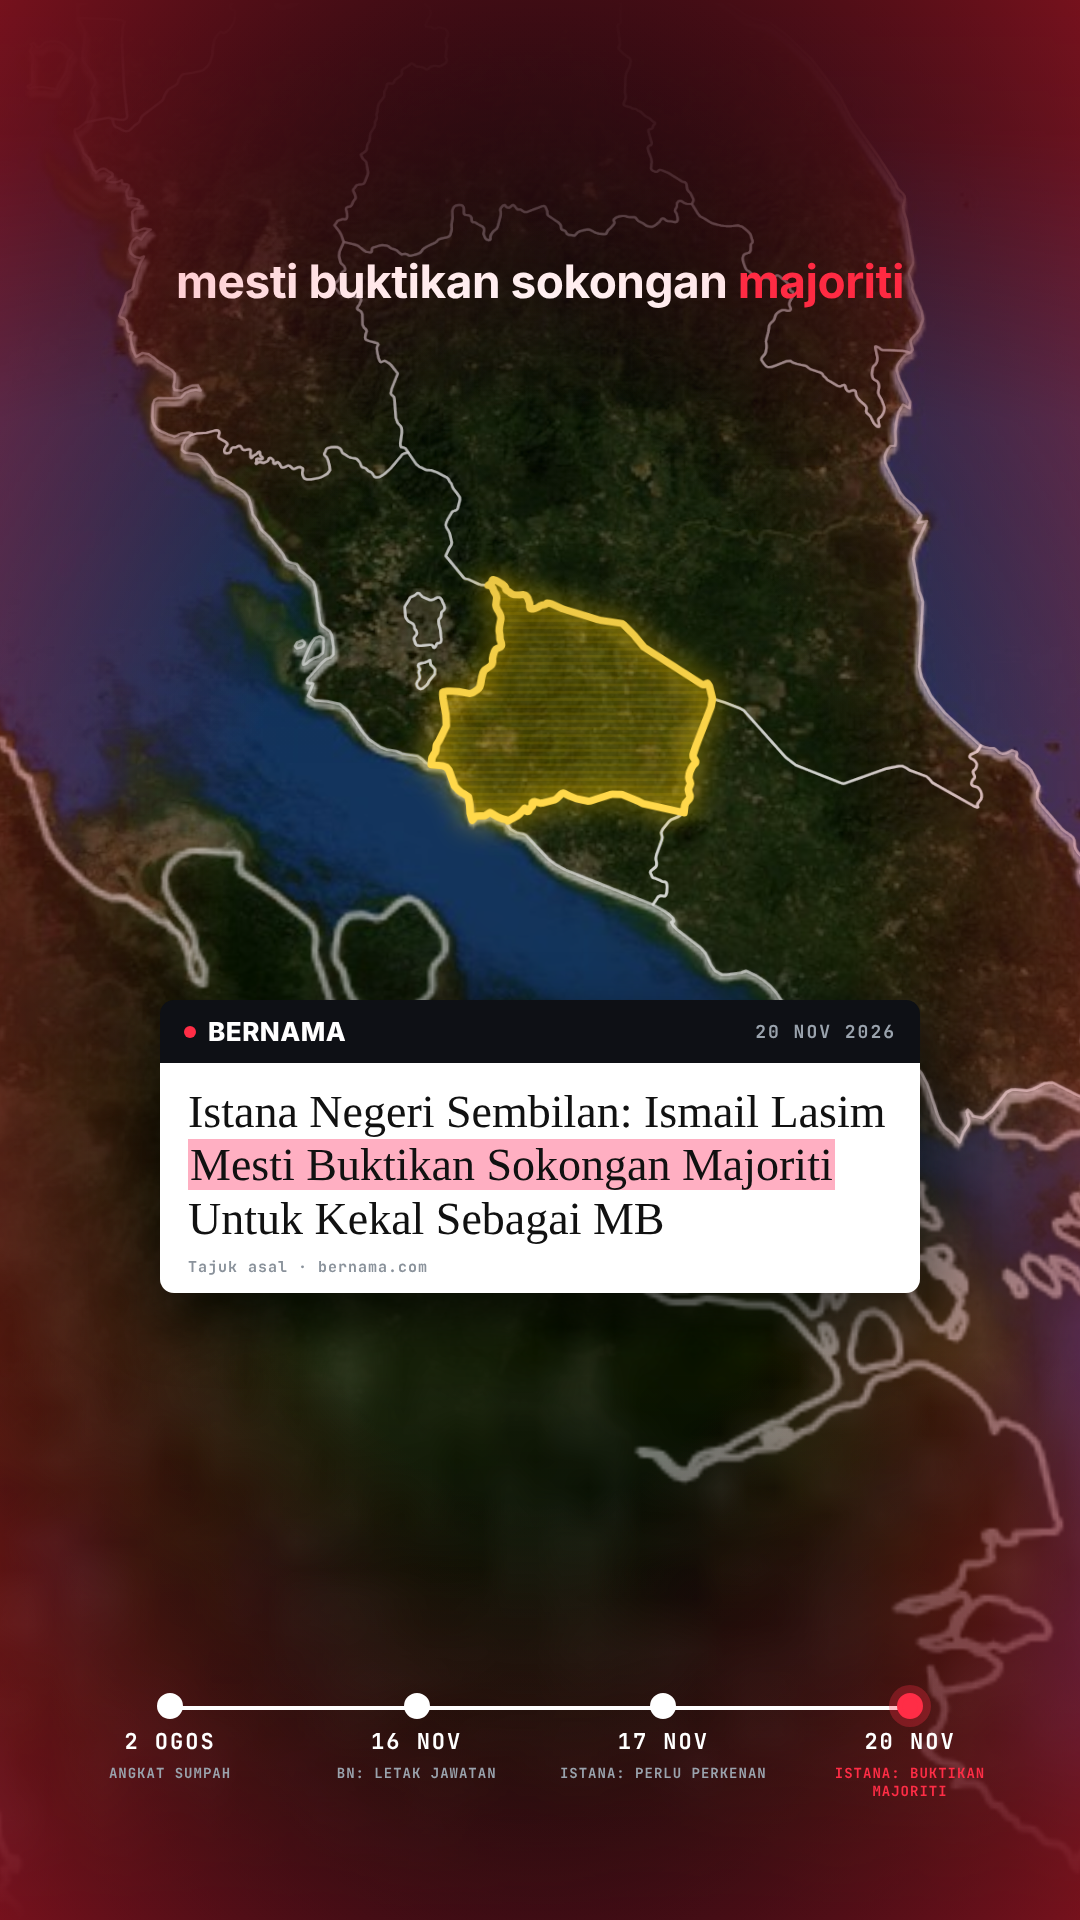 mesti buktikan sokongan majoriti
BERNAMA
20 NOV 2026
Istana Negeri Sembilan: Ismail Lasim
Mesti Buktikan Sokongan Majoriti
Untuk Kekal Sebagai MB
Tajuk asal · bernama.com
2 OGOS
ANGKAT SUMPAH
16 NOV
BN: LETAK JAWATAN
17 NOV
ISTANA: PERLU PERKENAN
20 NOV
ISTANA: BUKTIKAN
MAJORITI